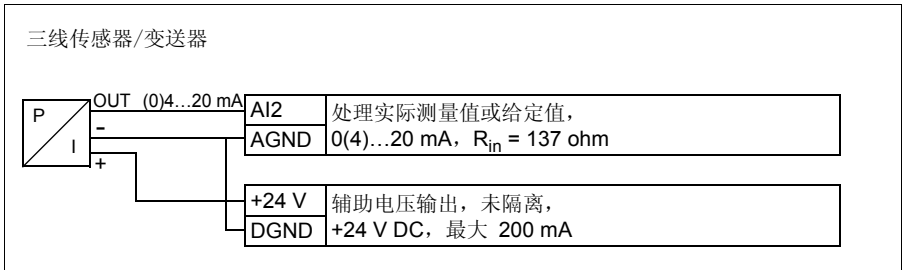 三线传感器/变送器
OUT (0)4…20 mA
P
I
-
+
AI2
处理实际测量值或给定值，
AGND
0(4)…20 mA，Rin = 137 ohm
+24 V
辅助电压输出，未隔离，
DGND
+24 V DC，最大 200 mA